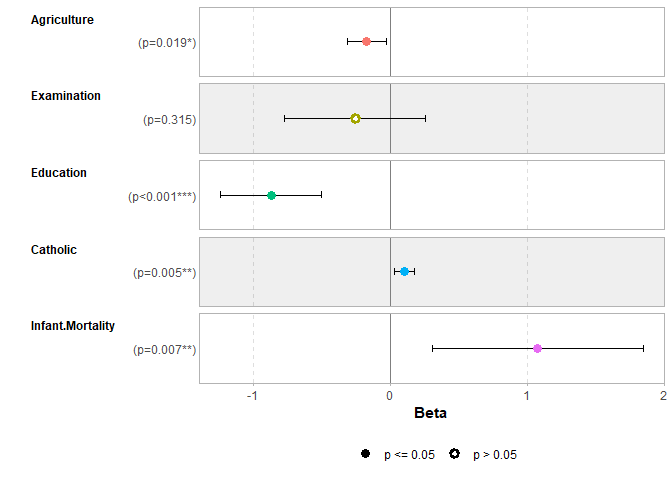 Agriculture
(p=0.019*)
Examination
(p=0.315)
Education
(p<0.001***)
Catholic
(p=0.005**)
Infant.Mortality
(p=0.007**)
-1 0 1 2
Beta
p <= 0.05 p > 0.05